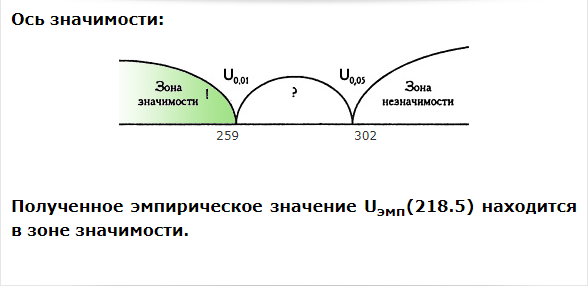 Ось значимости:
U0,01 U0,05
Зона ! Зона
значимости ? незначимости
259 302
Полученное эмпирическое значение Uэмп(218.5) находится
в зоне значимости.